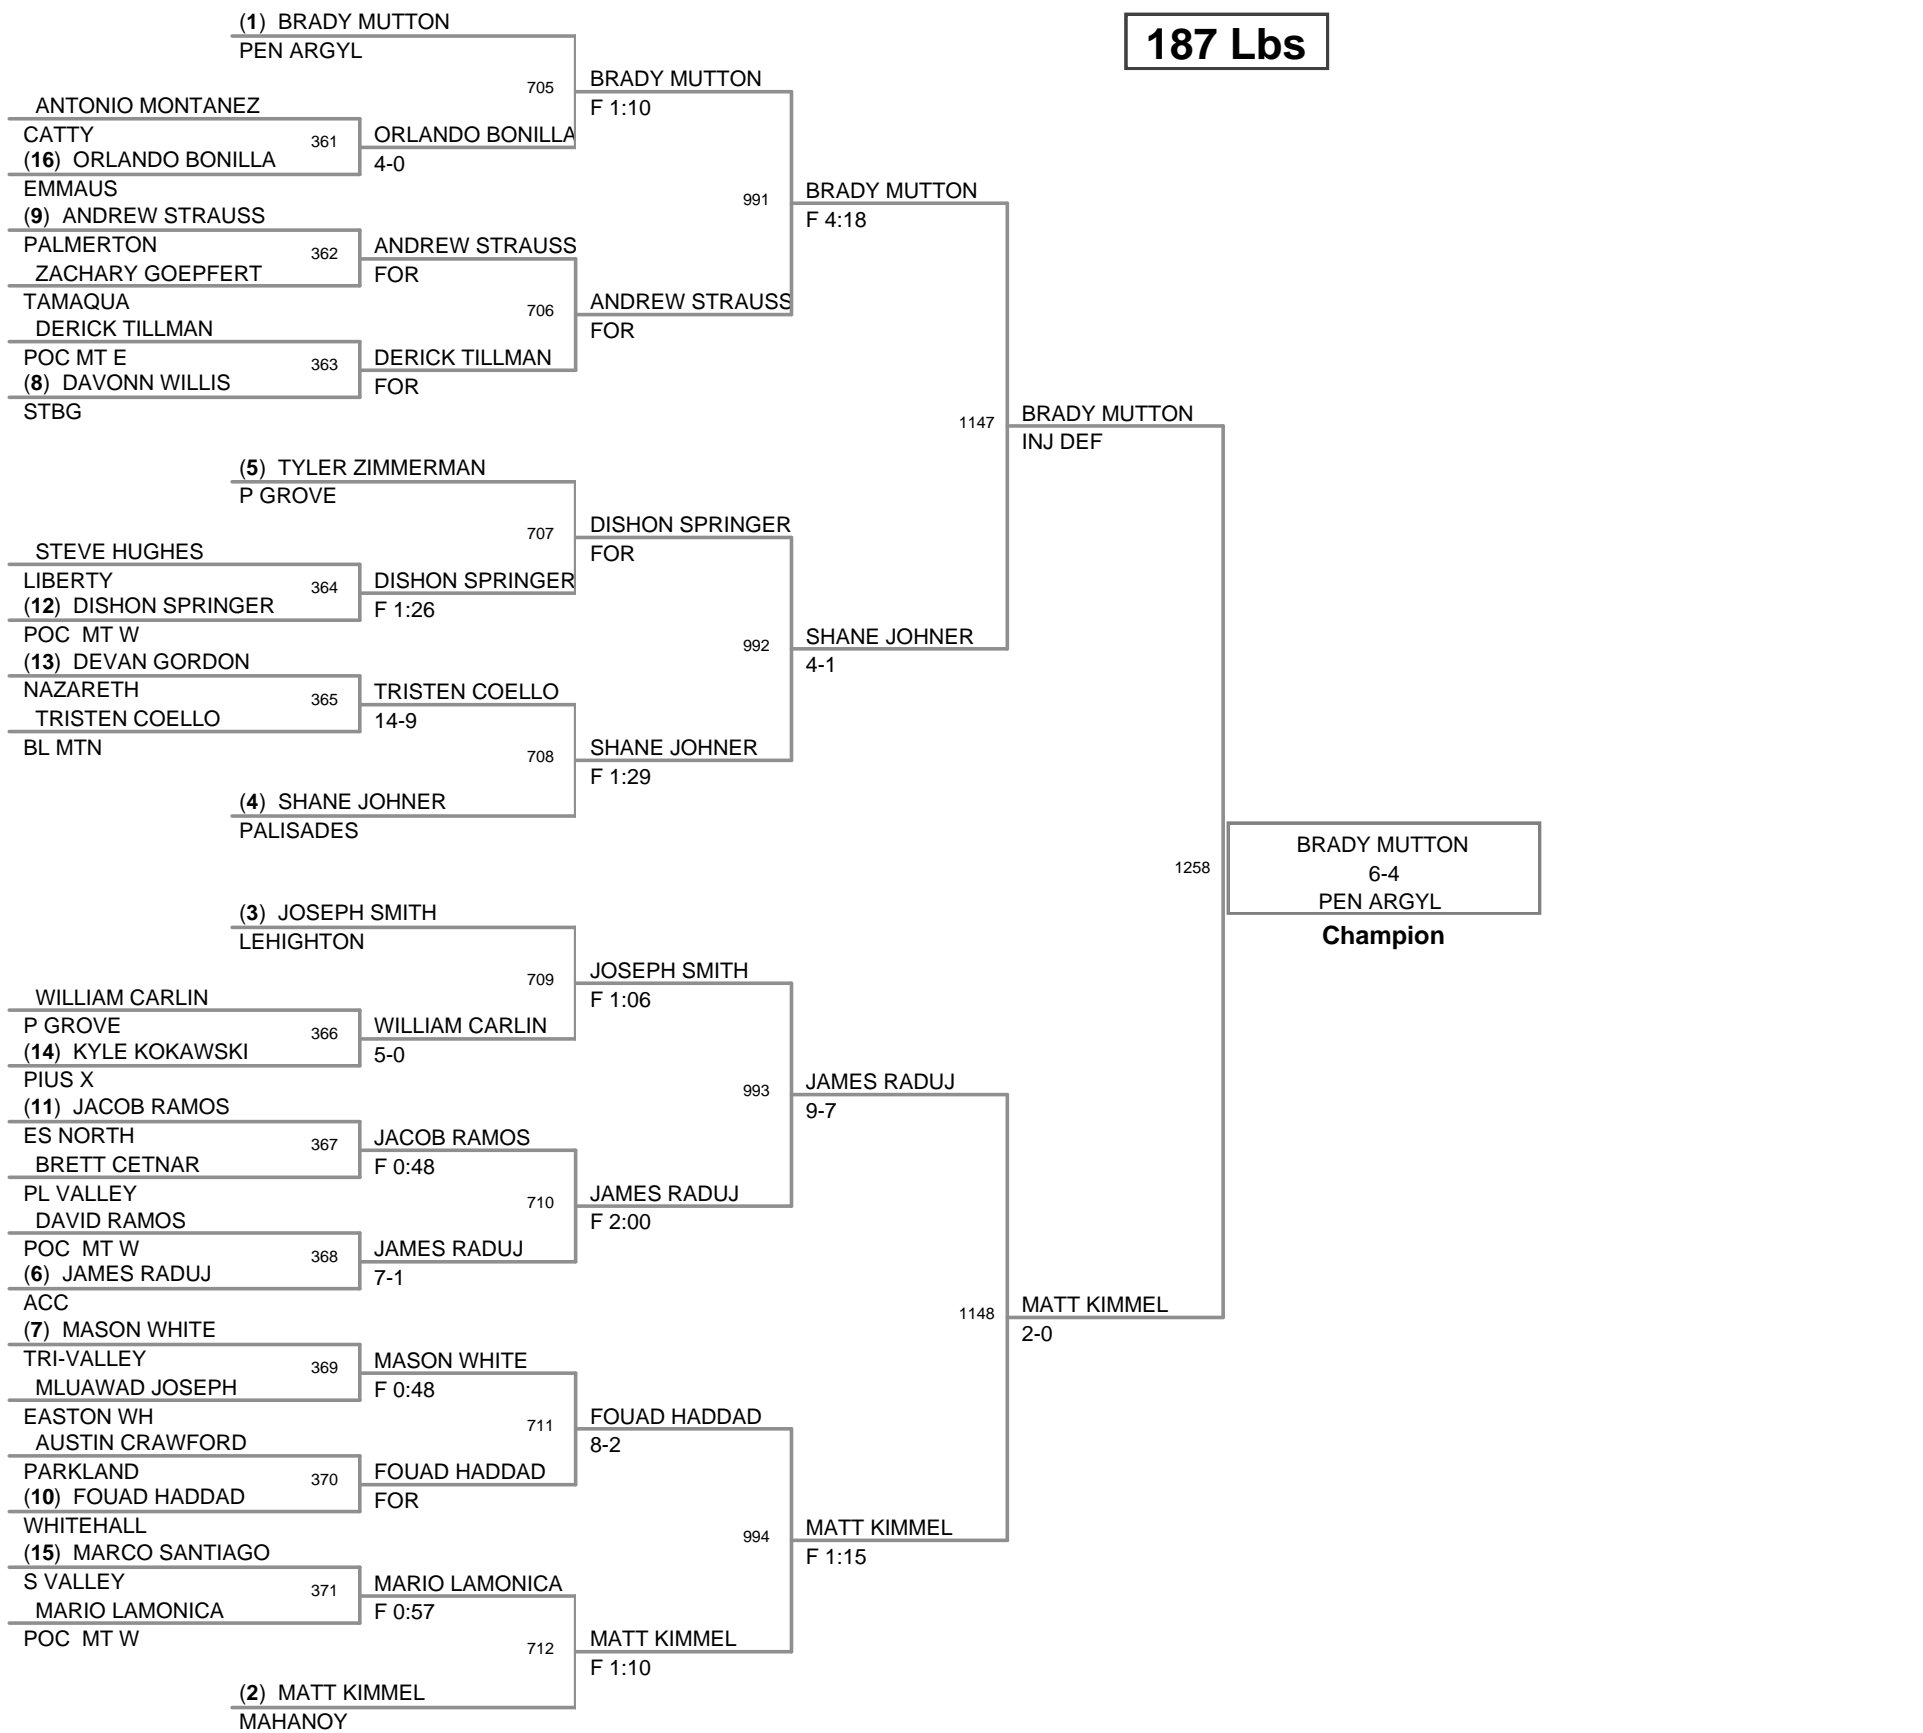 187 Lbs
(1) BRADY MUTTON
PEN ARGYL
705
BRADY MUTTON
F 1:10
ANTONIO MONTANEZ
CATTY
361
ORLANDO BONILLA
(16) ORLANDO BONILLA
4-0
EMMAUS
991
BRADY MUTTON
F 4:18
(9) ANDREW STRAUSS
PALMERTON
362
ANDREW STRAUSS
ZACHARY GOEPFERT
FOR
TAMAQUA
706
ANDREW STRAUSS
FOR
DERICK TILLMAN
POC MT E
363
DERICK TILLMAN
(8) DAVONN WILLIS
FOR
STBG
1147
BRADY MUTTON
INJ DEF
(5) TYLER ZIMMERMAN
P GROVE
707
DISHON SPRINGER
FOR
STEVE HUGHES
LIBERTY
364
DISHON SPRINGER
(12) DISHON SPRINGER
F 1:26
POC MT W
992
SHANE JOHNER
4-1
(13) DEVAN GORDON
NAZARETH
365
TRISTEN COELLO
TRISTEN COELLO
14-9
BL MTN
708
SHANE JOHNER
F 1:29
(4) SHANE JOHNER
PALISADES
1258
BRADY MUTTON
6-4
PEN ARGYL
Champion
(3) JOSEPH SMITH
LEHIGHTON
709
JOSEPH SMITH
F 1:06
WILLIAM CARLIN
P GROVE
366
WILLIAM CARLIN
(14) KYLE KOKAWSKI
5-0
PIUS X
993
JAMES RADUJ
9-7
(11) JACOB RAMOS
ES NORTH
367
JACOB RAMOS
BRETT CETNAR
F 0:48
PL VALLEY
710
JAMES RADUJ
F 2:00
DAVID RAMOS
POC MT W
368
JAMES RADUJ
(6) JAMES RADUJ
7-1
ACC
1148
MATT KIMMEL
2-0
(7) MASON WHITE
TRI-VALLEY
369
MASON WHITE
MLUAWAD JOSEPH
F 0:48
EASTON WH
711
FOUAD HADDAD
8-2
AUSTIN CRAWFORD
PARKLAND
370
FOUAD HADDAD
(10) FOUAD HADDAD
FOR
WHITEHALL
994
MATT KIMMEL
F 1:15
(15) MARCO SANTIAGO
S VALLEY
371
MARIO LAMONICA
MARIO LAMONICA
F 0:57
POC MT W
712
MATT KIMMEL
F 1:10
(2) MATT KIMMEL
MAHANOY